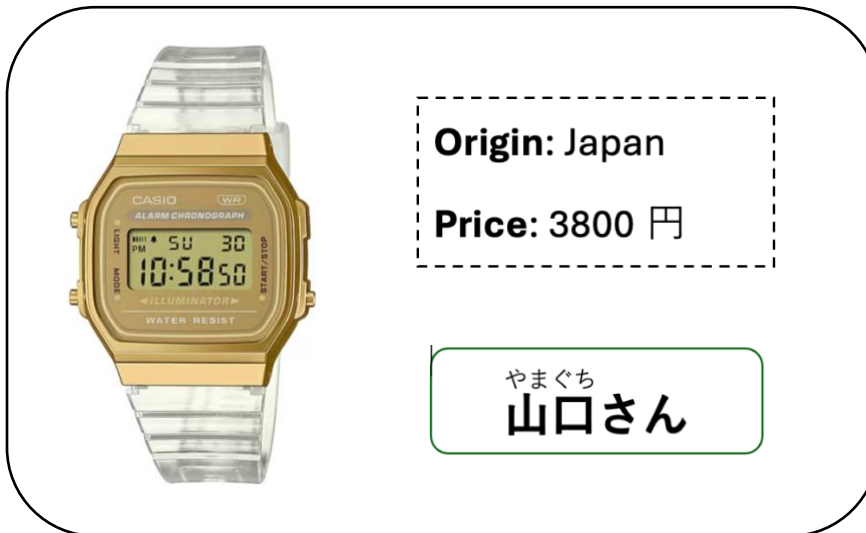 CASIO WR
ALARM CHRONOGRAPH
LIGHT MODE
PM SU 30
10:58 50
START/STOP
ILLUMINATOR
WATER RESIST
Origin: Japan
Price: 3800 円
やまぐち
山口さん